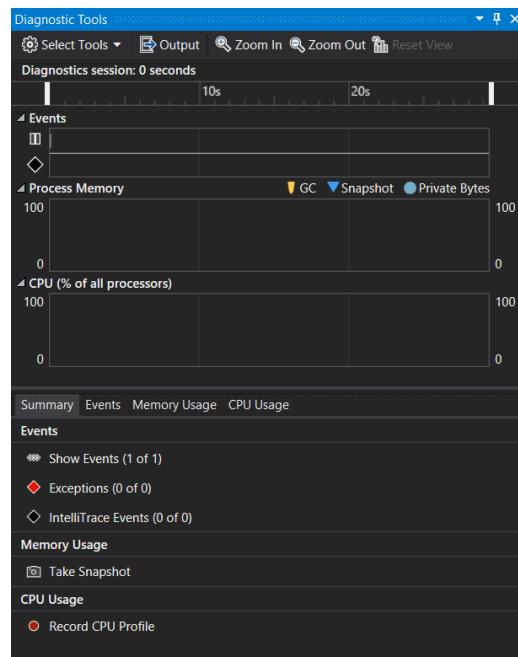 Diagnostic Tools
Select Tools Output Zoom In Zoom Out Reset View
Diagnostics session: 0 seconds
10s 20s
Events
Process Memory GC Snapshot Private Bytes
100 100
0 0
CPU (% of all processors)
100 100
0 0
Summary Events Memory Usage CPU Usage
Events
Show Events (1 of 1)
Exceptions (0 of 0)
IntelliTrace Events (0 of 0)
Memory Usage
Take Snapshot
CPU Usage
Record CPU Profile